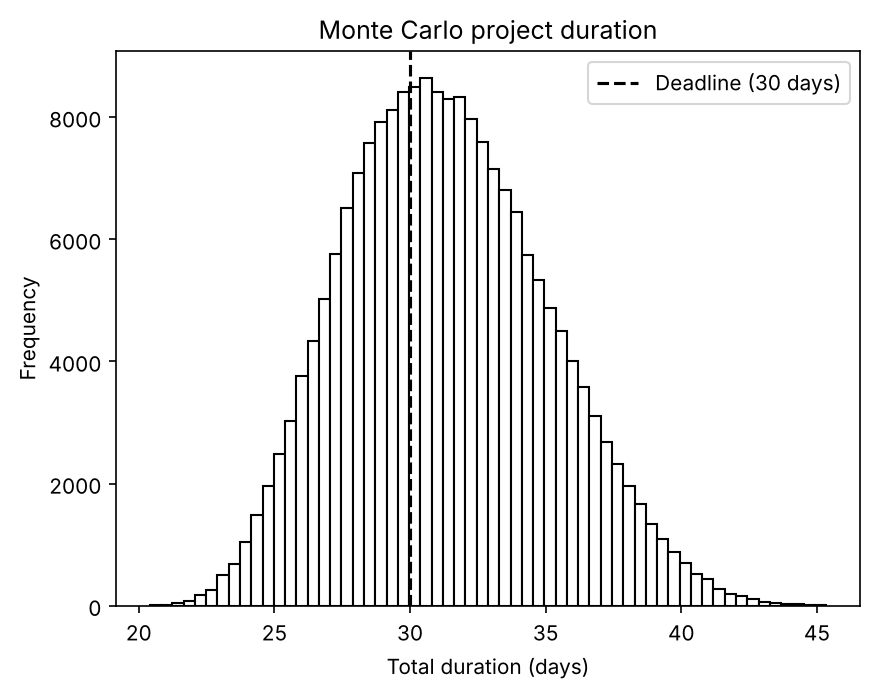 Monte Carlo project duration
Deadline (30 days)
Frequency
8000
6000
4000
2000
0
20 25 30 35 40 45
Total duration (days)